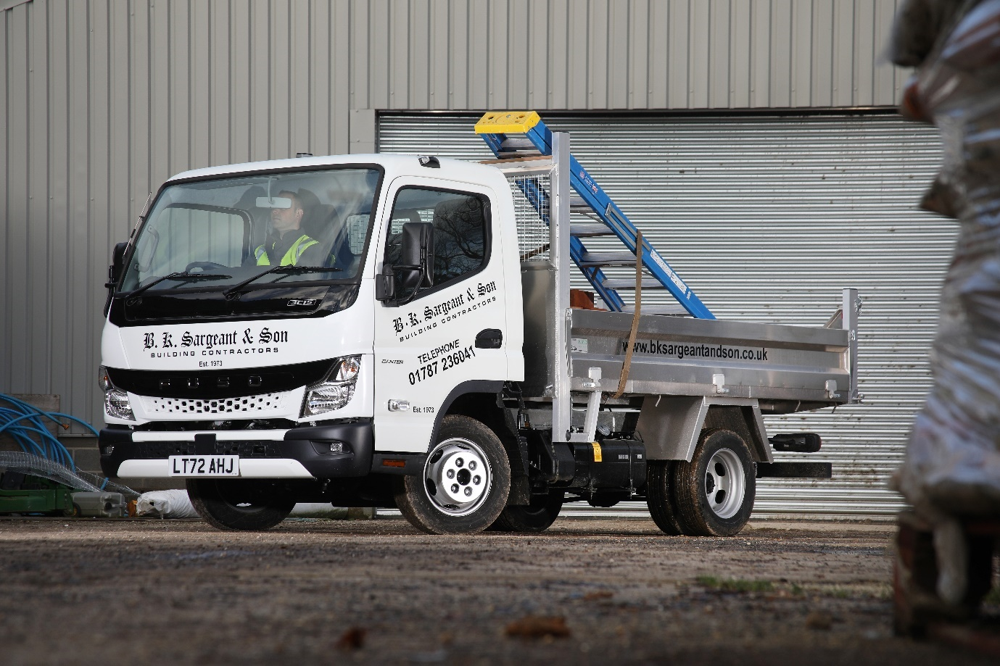 3C15
B. K. Sargeant & Son
BUILDING CONTRACTORS
Est. 1973
FUSO
LT72 AHJ
B. K. Sargeant & Son
BUILDING CONTRACTORS
TELEPHONE
01787 236041
CANTER
Est. 1973
www.bksargeantandson.co.uk